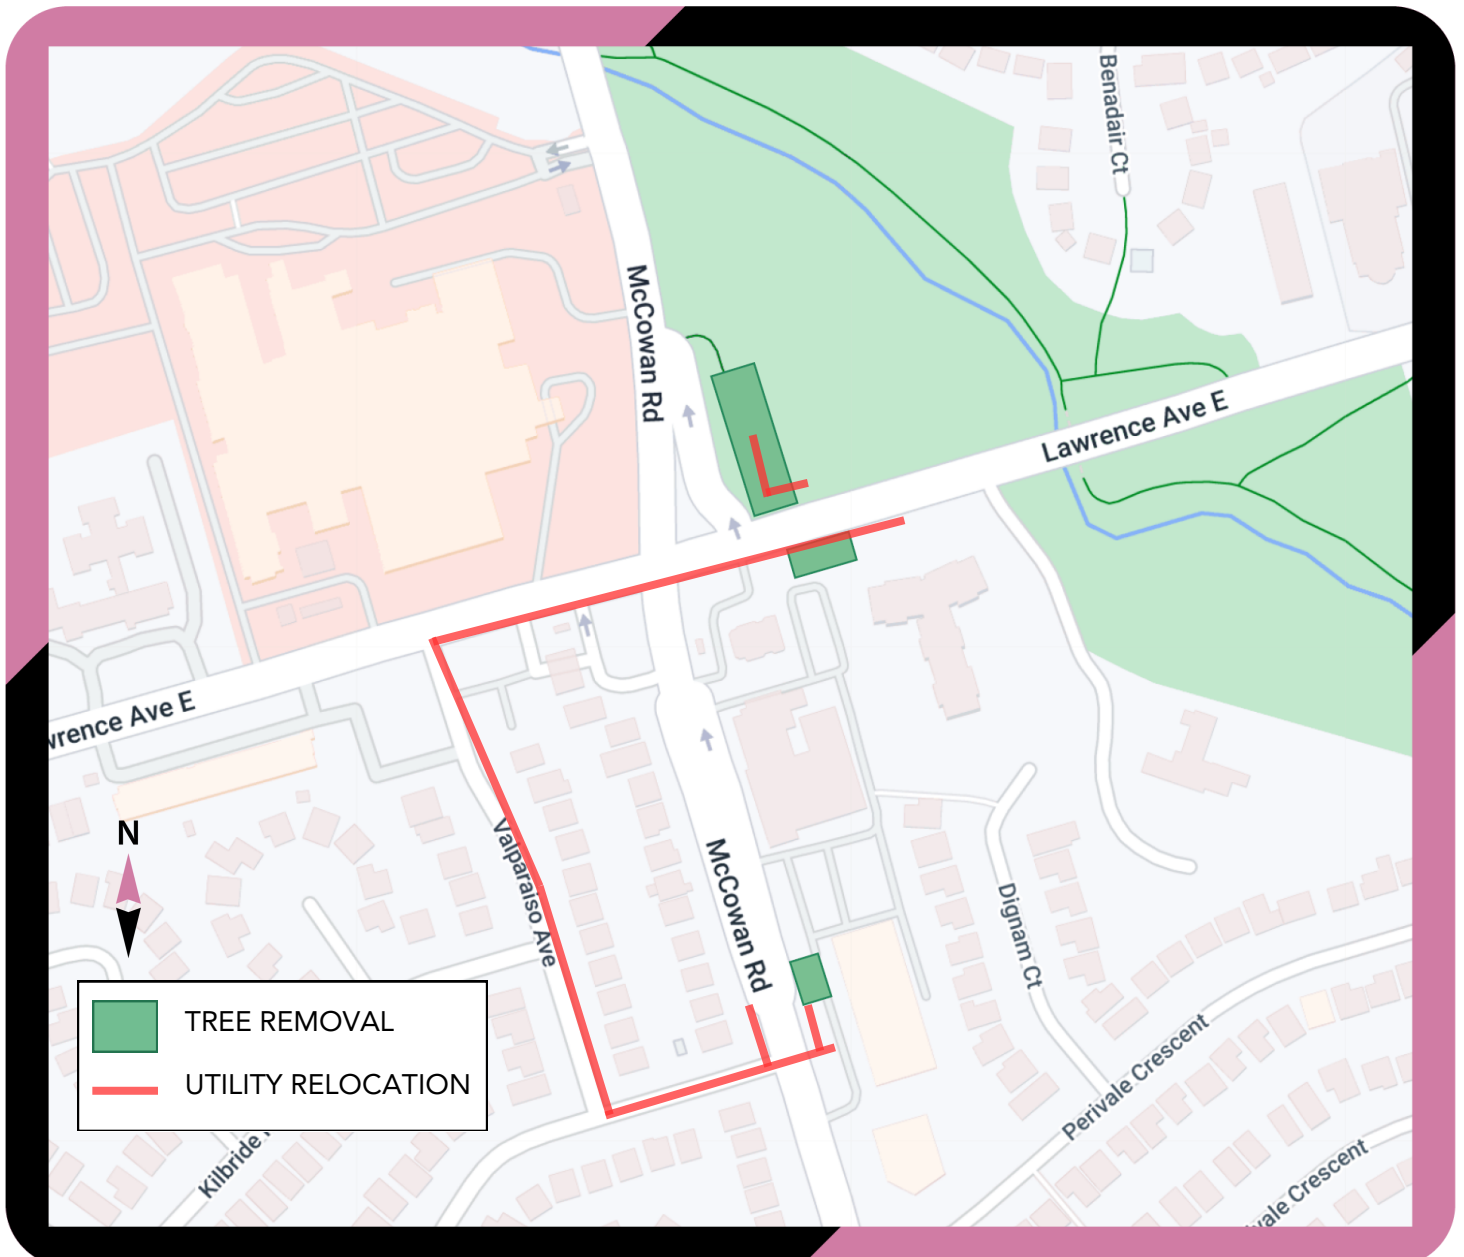 Benadair Ct
McCowan Rd
Lawrence Ave E
wrence Ave E
Valparaiso Ave
McCowan Rd
Dignam Ct
N
TREE REMOVAL
UTILITY RELOCATION
Perivale Crescent
Kilbride
vale Crescent